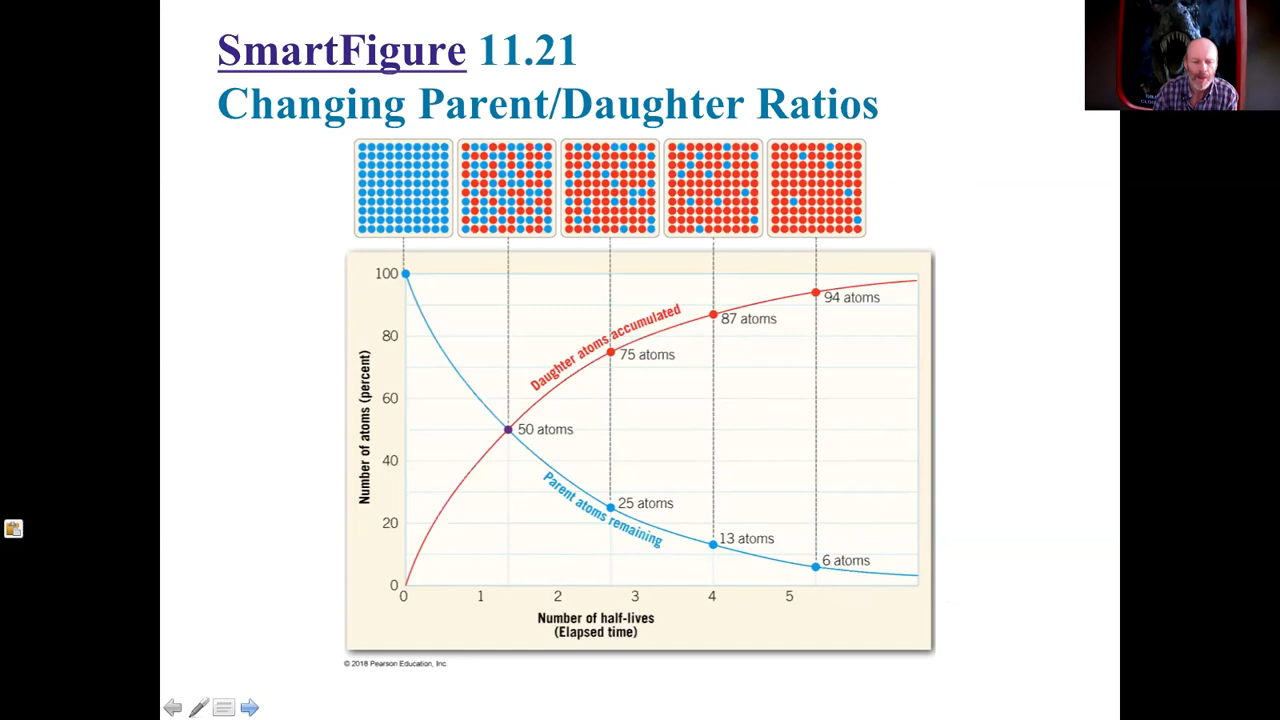 SmartFigure 11.21
Changing Parent/Daughter Ratios
100
80
60
40
20
0
Number of atoms (percent)
Daughter atoms accumulated
Parent atoms remaining
50 atoms
75 atoms
87 atoms
94 atoms
25 atoms
13 atoms
6 atoms
0 1 2 3 4 5
Number of half-lives
(Elapsed time)
© 2018 Pearson Education, Inc.